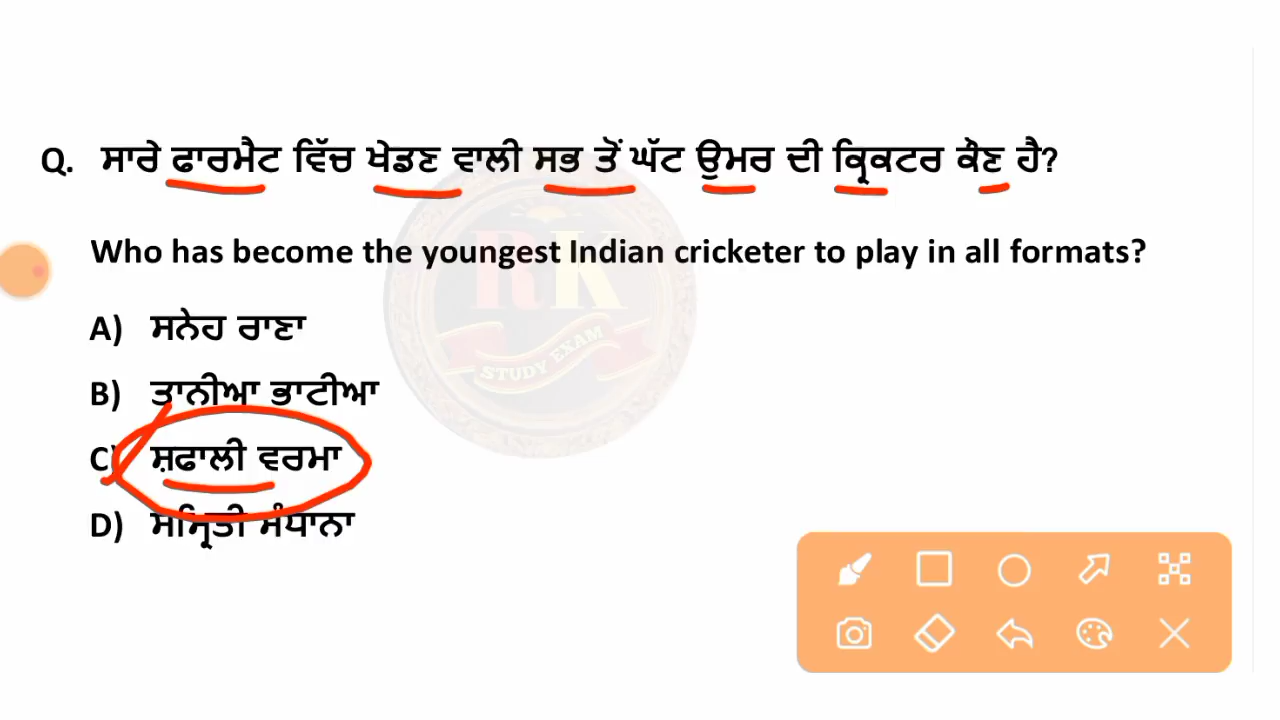 Q. ਸਾਰੇ ਫਾਰਮੈਟ ਵਿੱਚ ਖੇਡਣ ਵਾਲੀ ਸਭ ਤੋਂ ਘੱਟ ਉਮਰ ਦੀ ਕ੍ਰਿਕਟਰ ਕੌਣ ਹੈ?
Who has become the youngest Indian cricketer to play in all formats?
A) ਸਨੇਹ ਰਾਣਾ
B) ਤਾਨੀਆ ਭਾਟੀਆ
C) ਸ਼ਫਾਲੀ ਵਰਮਾ
D) ਸਮ੍ਰਿਤੀ ਮੰਧਾਨਾ
RK
STUDY EXAM